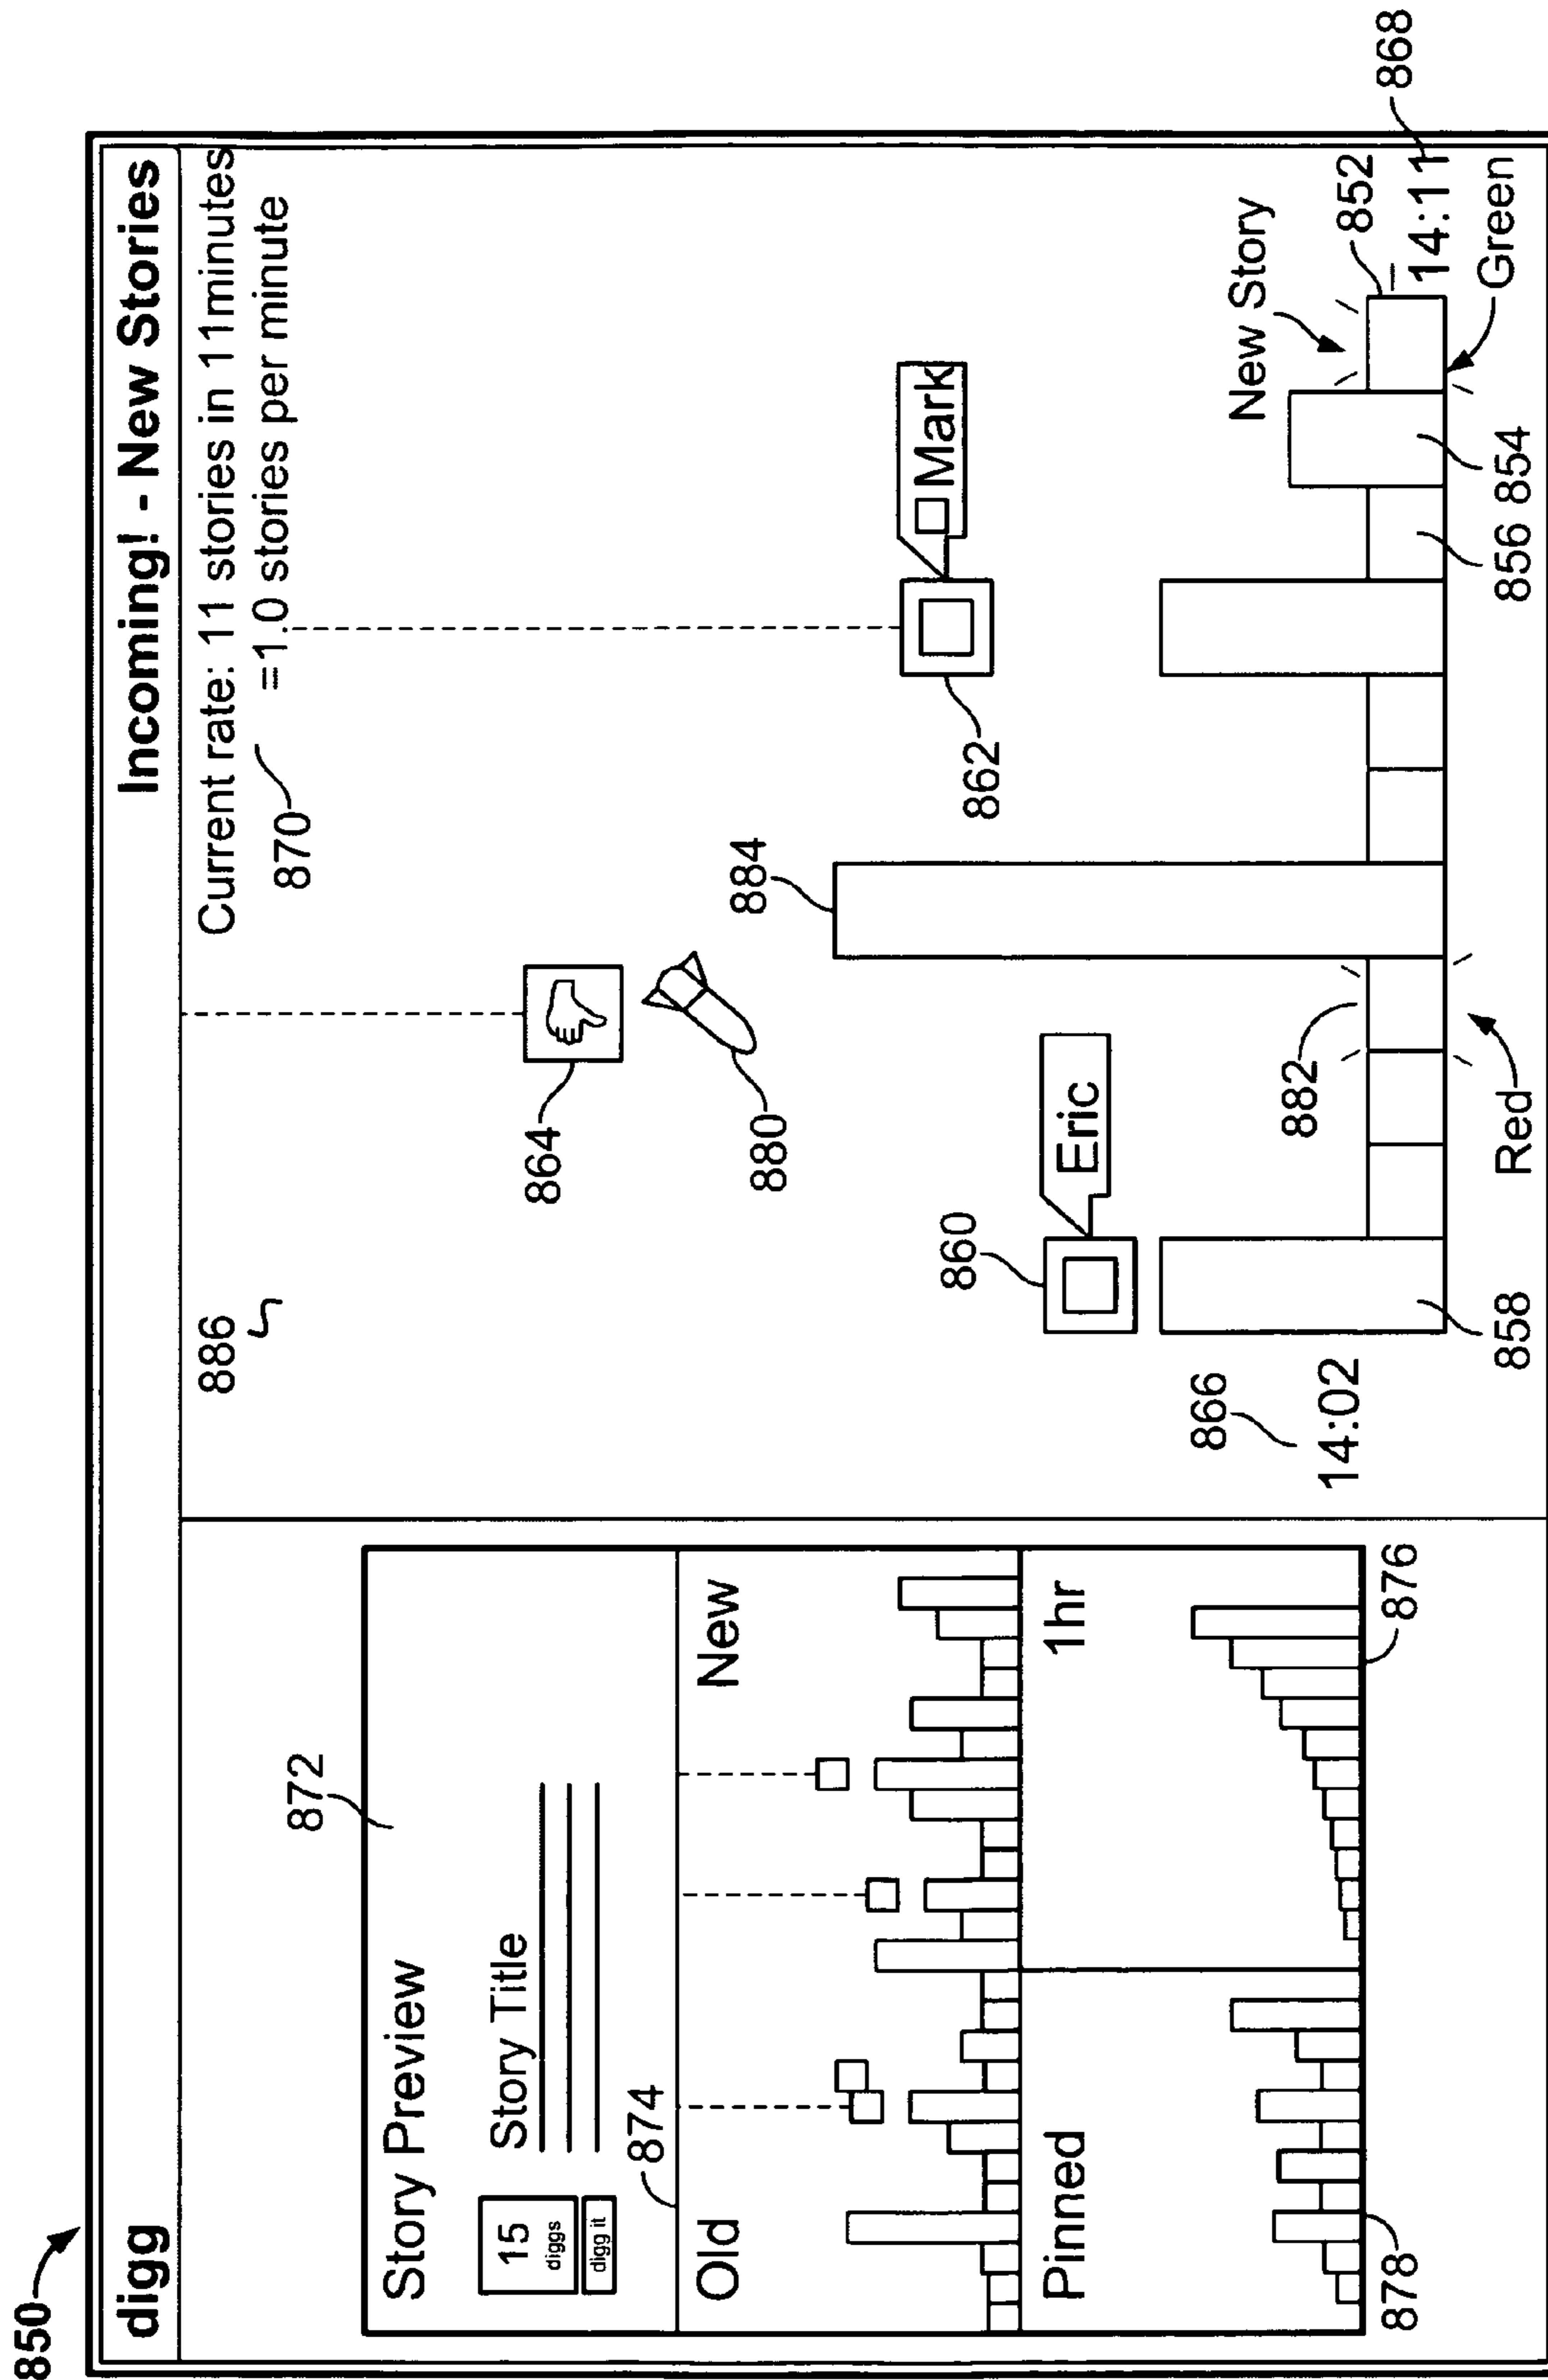 850
digg
Incoming! - New Stories
872
Story Preview
15
diggs
digg it
Story Title
874
Old
New
Pinned
1hr
878
876
886
Current rate: 11 stories in 11minutes
=1.0 stories per minute
870
864
880
884
862
Mark
860
Eric
866
14:02
882
New Story
852
14:11
868
858
Red
856
854
Green